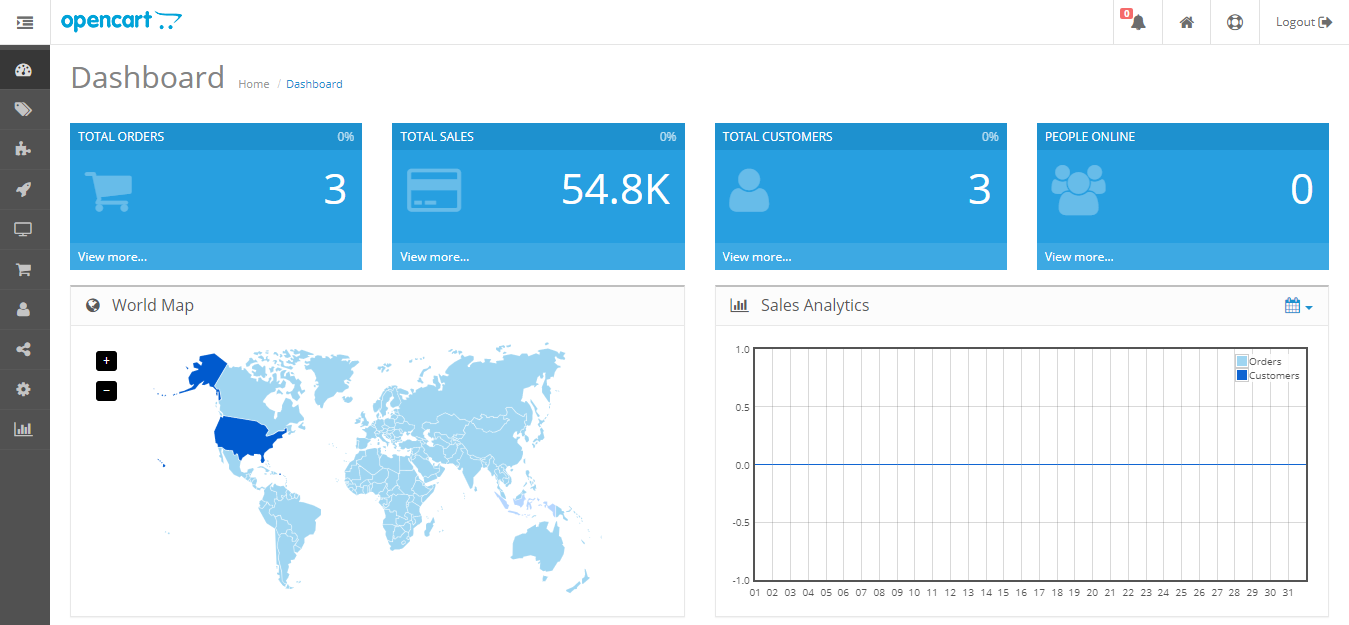 opencart
0
Logout
Dashboard
Home / Dashboard
TOTAL ORDERS 0%
3
View more...
TOTAL SALES 0%
54.8K
View more...
TOTAL CUSTOMERS 0%
3
View more...
PEOPLE ONLINE
0
View more...
World Map
+
−
Sales Analytics
Orders
Customers
1.0
0.5
0.0
-0.5
-1.0
01 02 03 04 05 06 07 08 09 10 11 12 13 14 15 16 17 18 19 20 21 22 23 24 25 26 27 28 29 30 31